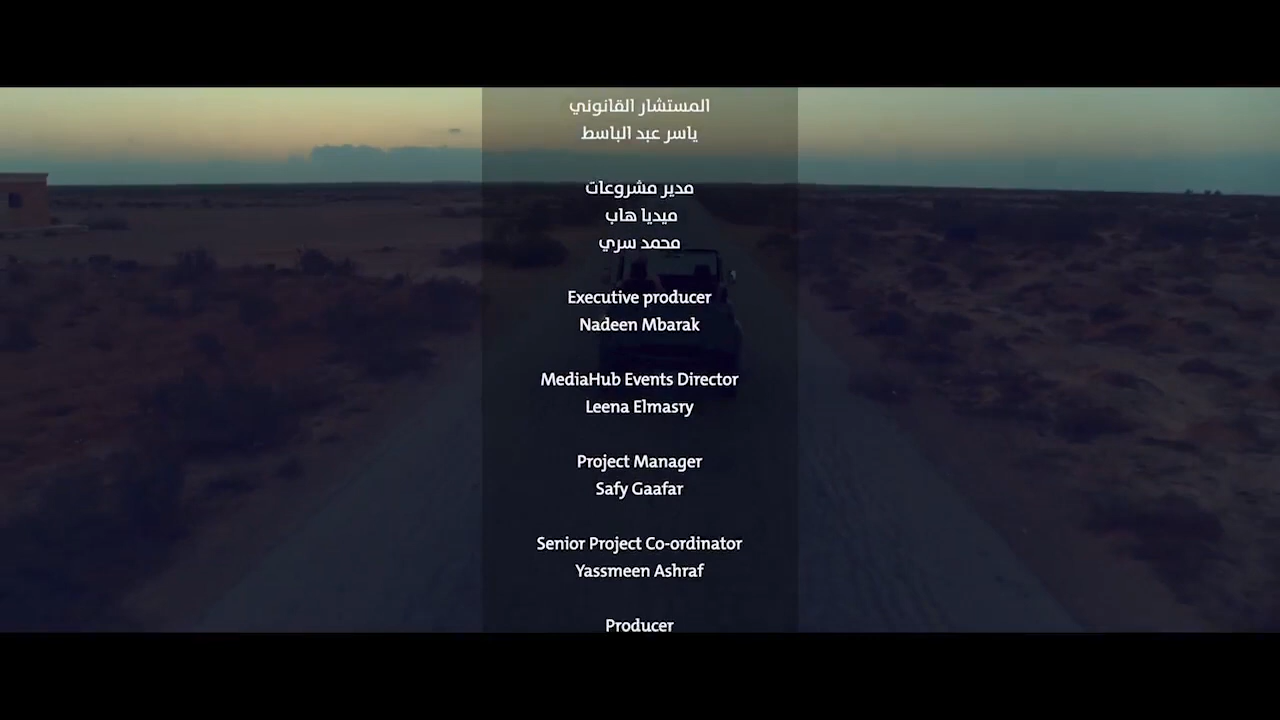 المستشار القانوني
ياسر عبد الباسط
مدير مشروعات
ميديا هاب
محمد سري
Executive producer
Nadeen Mbarak
MediaHub Events Director
Leena Elmasry
Project Manager
Safy Gaafar
Senior Project Co-ordinator
Yassmeen Ashraf
Producer